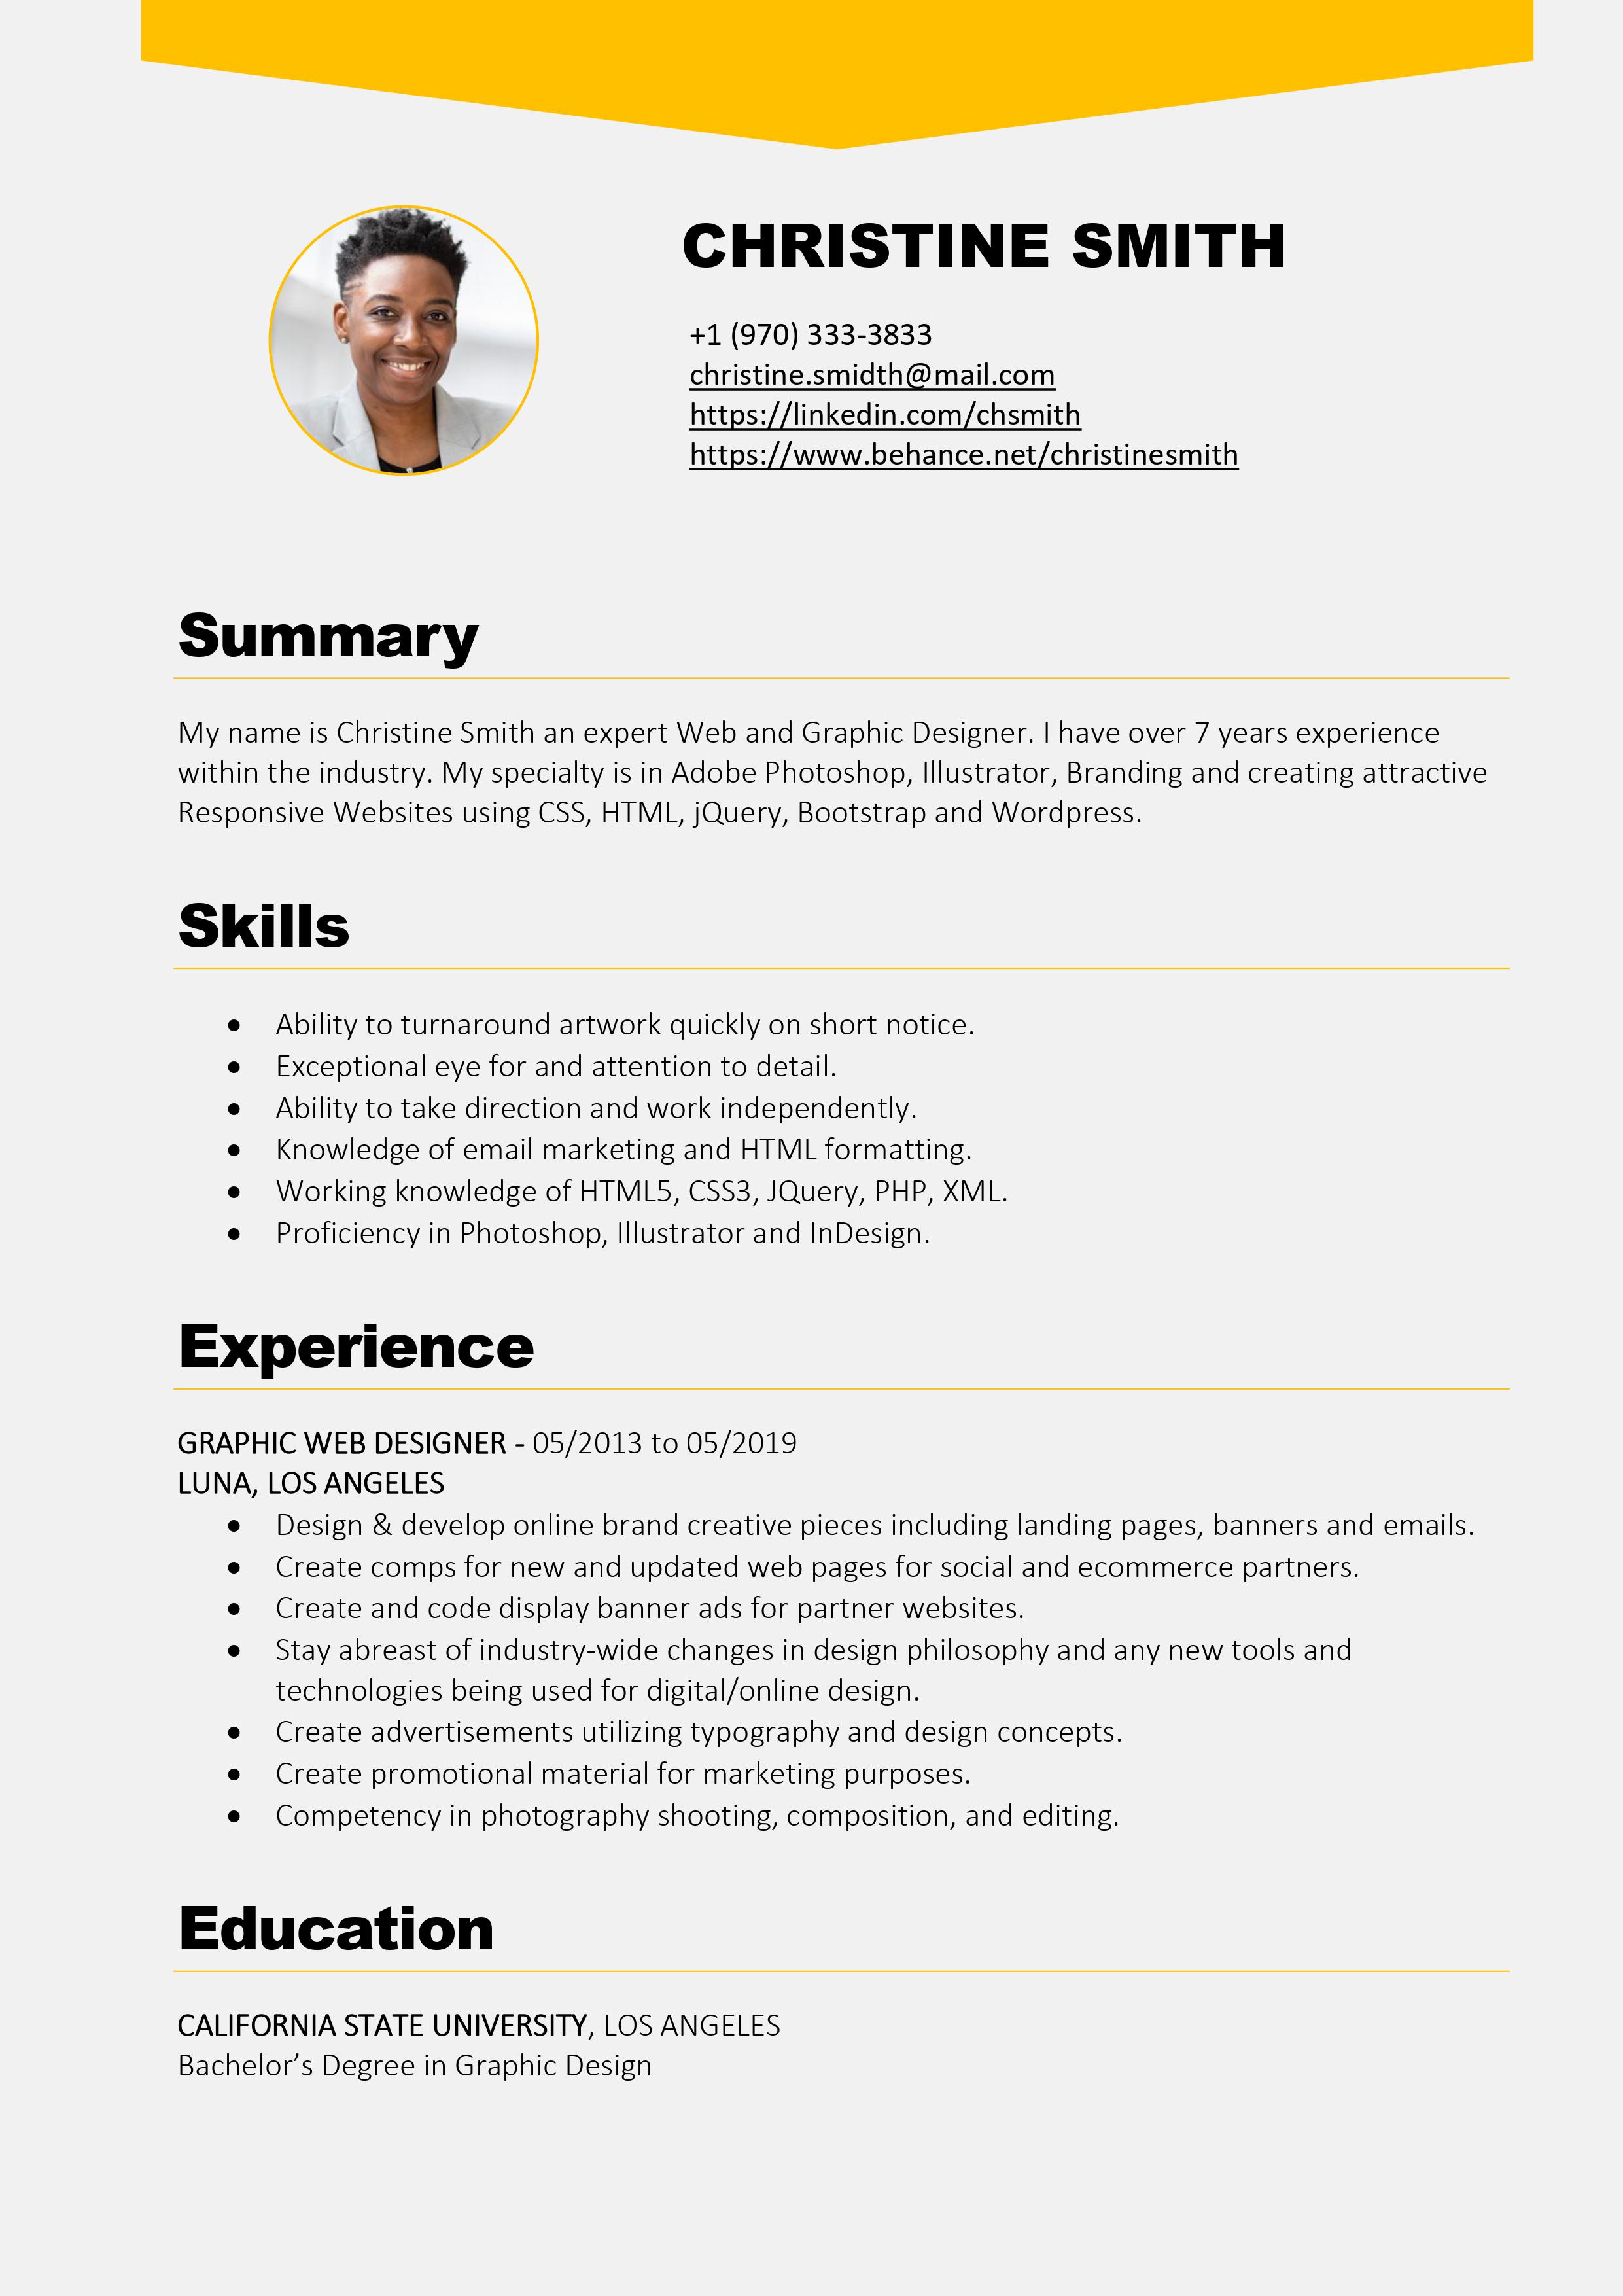 CHRISTINE SMITH
+1 (970) 333-3833
christine.smidth@mail.com
https://linkedin.com/chsmith
https://www.behance.net/christinesmith
Summary
My name is Christine Smith an expert Web and Graphic Designer. I have over 7 years experience
within the industry. My specialty is in Adobe Photoshop, Illustrator, Branding and creating attractive
Responsive Websites using CSS, HTML, jQuery, Bootstrap and Wordpress.
Skills
• Ability to turnaround artwork quickly on short notice.
• Exceptional eye for and attention to detail.
• Ability to take direction and work independently.
• Knowledge of email marketing and HTML formatting.
• Working knowledge of HTML5, CSS3, JQuery, PHP, XML.
• Proficiency in Photoshop, Illustrator and InDesign.
Experience
GRAPHIC WEB DESIGNER - 05/2013 to 05/2019
LUNA, LOS ANGELES
• Design & develop online brand creative pieces including landing pages, banners and emails.
• Create comps for new and updated web pages for social and ecommerce partners.
• Create and code display banner ads for partner websites.
• Stay abreast of industry-wide changes in design philosophy and any new tools and
technologies being used for digital/online design.
• Create advertisements utilizing typography and design concepts.
• Create promotional material for marketing purposes.
• Competency in photography shooting, composition, and editing.
Education
CALIFORNIA STATE UNIVERSITY, LOS ANGELES
Bachelor’s Degree in Graphic Design